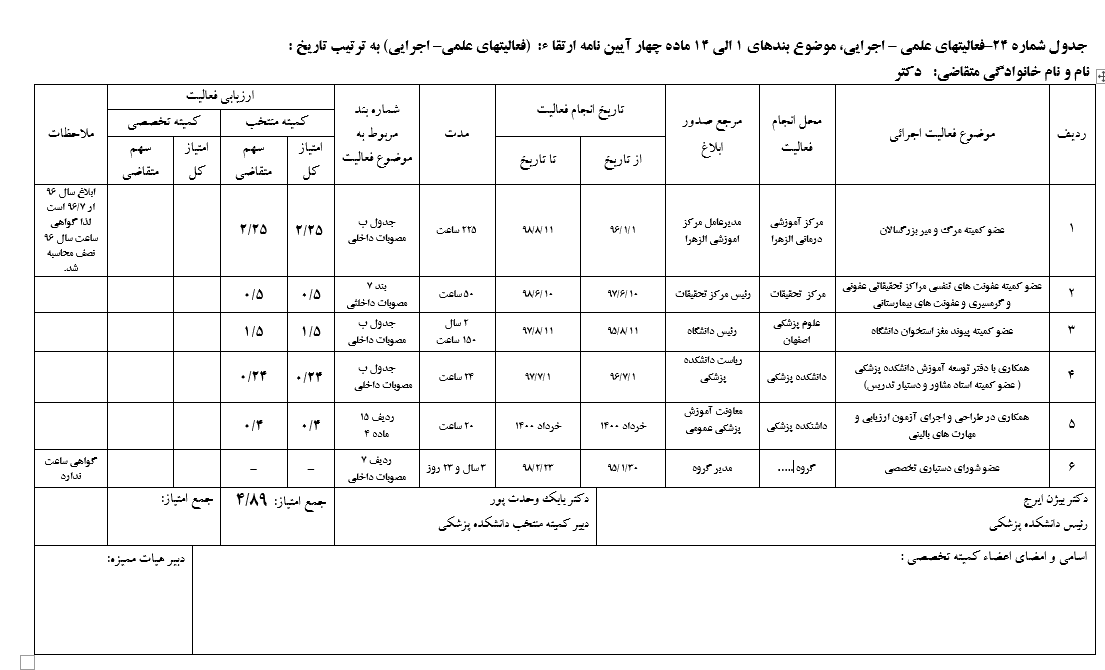 جدول شماره ۲۴-فعالیتهای علمی – اجرایی، موضوع بندهای ۱ الی ۱۴ ماده چهار آیین نامه ارتقا ء: (فعالیتهای علمی- اجرایی) به ترتیب تاریخ :
نام و نام خانوادگی متقاضی: دکتر
ردیف
موضوع فعالیت اجرائی
محل انجام
فعالیت
مرجع صدور
ابلاغ
تاریخ انجام فعالیت
از تاریخ
تا تاریخ
مدت
شماره بند
مربوط به
موضوع فعالیت
ارزیابی فعالیت
کمیته منتخب
کمیته تخصصی
امتیاز
کل
سهم
متقاضی
امتیاز
کل
سهم
متقاضی
ملاحظات
۱
عضو کمیته مرگ و میر بزرگسالان
مرکز آموزشی
درمانی الزهرا
مدیرعامل مرکز
اموزشی الزهرا
۹۶/۱/۱
۹۸/۸/۱۱
۲۲۵ ساعت
جدول ب
مصوبات داخلی
۲/۲۵
۲/۲۵
ابلاغ سال ۹۶
از ۹۶/۷ است
لذا گواهی
ساعت سال ۹۶
نصف محاسبه
شد.
۲
عضو کمیته عفونت های تنفسی مراکز تحقیقاتی عفونی
و گرمسیری و عفونت های بیمارستانی
مرکز تحقیقات
رئیس مرکز تحقیقات
۹۷/۶/۱۰
۹۸/۶/۱۰
۵۰ ساعت
بند ۷
مصوبات داخلئی
۰/۵
۰/۵
۳
عضو کمیته پیوند مغز استخوان دانشگاه
علوم پزشکی
اصفهان
رئیس دانشگاه
۹۵/۸/۱۱
۹۷/۸/۱۱
۲ سال
۱۵۰ ساعت
جدول ب
مصوبات داخلی
۱/۵
۱/۵
۴
همکاری با دفتر توسعه آموزش دانشکده پزشکی
( عضو کمیته استاد مشاور و دستیار تدریس)
دانشکده پزشکی
ریاست دانشکده
پزشکی
۹۶/۷/۱
۹۷/۷/۱
۲۴ ساعت
جدول ب
مصوبات داخلی
۰/۲۴
۰/۲۴
۵
همکاری در طراحی و اجرای آزمون ارزیابی و
مهارت های بالینی
داشنکده پزشکی
معاونت آموزش
پزشکی عمومی
خرداد ۱۴۰۰
خرداد ۱۴۰۰
۲۰ ساعت
ردیف ۱۵
ماده ۴
۰/۴
۰/۴
۶
عضو شورای دستیاری تخصصی
گروه .....
مدیر گروه
۹۵/۱/۳۰
۹۸/۲/۲۳
۳ سال و ۲۳ روز
ردیف ۷
مصوبات داخلی
–
–
گواهی ساعت
ندارد
دکتر بیژن ایرج
رئیس دانشکده پزشکی
دکتر بابک وحدت پور
دبیر کمیته منتخب دانشکده پزشکی
جمع امتیاز: ۴/۸۹
جمع امتیاز:
اسامی و امضای اعضاء کمیته تخصصی :
دبیر هیات ممیزه: